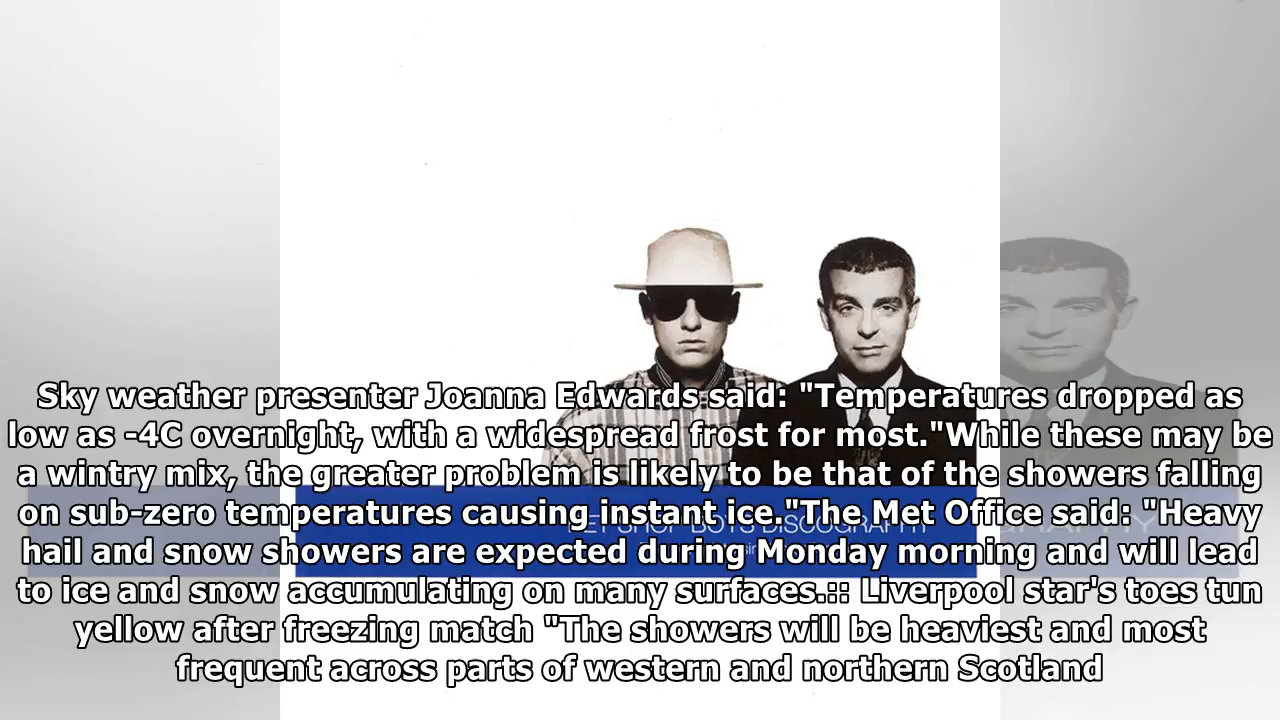 Sky weather presenter Joanna Edwards said: "Temperatures dropped as
low as -4C overnight, with a widespread frost for most."While these may be
a wintry mix, the greater problem is likely to be that of the showers falling
on sub-zero temperatures causing instant ice."The Met Office said: "Heavy
hail and snow showers are expected during Monday morning and will lead
to ice and snow accumulating on many surfaces.:: Liverpool star's toes tun
yellow after freezing match "The showers will be heaviest and most
frequent across parts of western and northern Scotland
PET SHOP BOYS DISCOGRAPHY